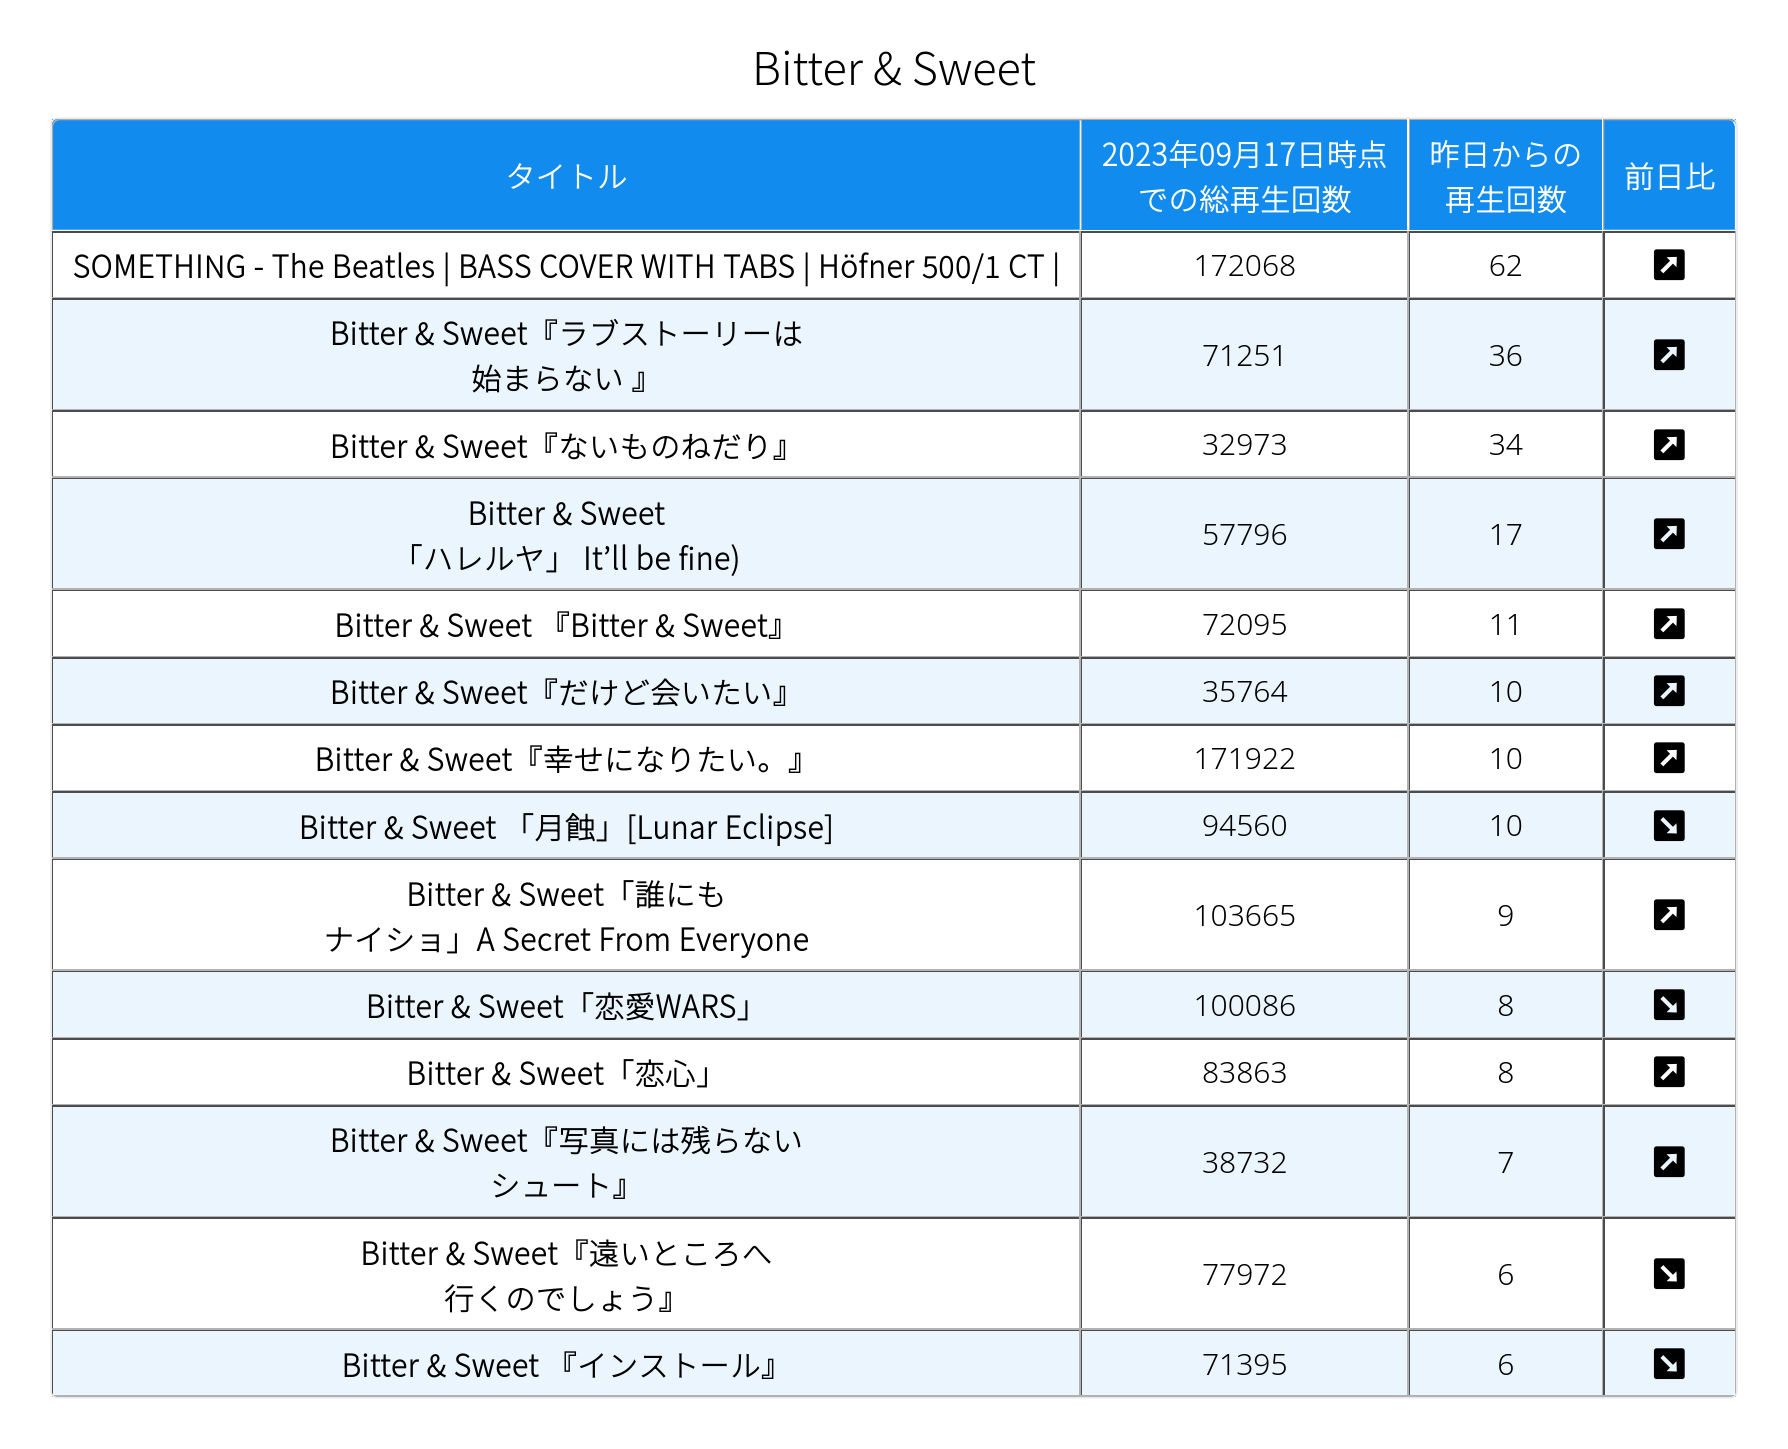 Bitter & Sweet
タイトル
2023年09月17日時点
での総再生回数
昨日からの
再生回数
前日比
SOMETHING - The Beatles | BASS COVER WITH TABS | Höfner 500/1 CT |
172068
62
Bitter & Sweet『ラブストーリーは
始まらない 』
71251
36
Bitter & Sweet『ないものねだり』
32973
34
Bitter & Sweet
「ハレルヤ」 It’ll be fine)
57796
17
Bitter & Sweet 『Bitter & Sweet』
72095
11
Bitter & Sweet『だけど会いたい』
35764
10
Bitter & Sweet『幸せになりたい。』
171922
10
Bitter & Sweet 「月蝕」[Lunar Eclipse]
94560
10
Bitter & Sweet「誰にも
ナイショ」A Secret From Everyone
103665
9
Bitter & Sweet「恋愛WARS」
100086
8
Bitter & Sweet「恋心」
83863
8
Bitter & Sweet『写真には残らない
シュート』
38732
7
Bitter & Sweet『遠いところへ
行くのでしょう』
77972
6
Bitter & Sweet 『インストール』
71395
6